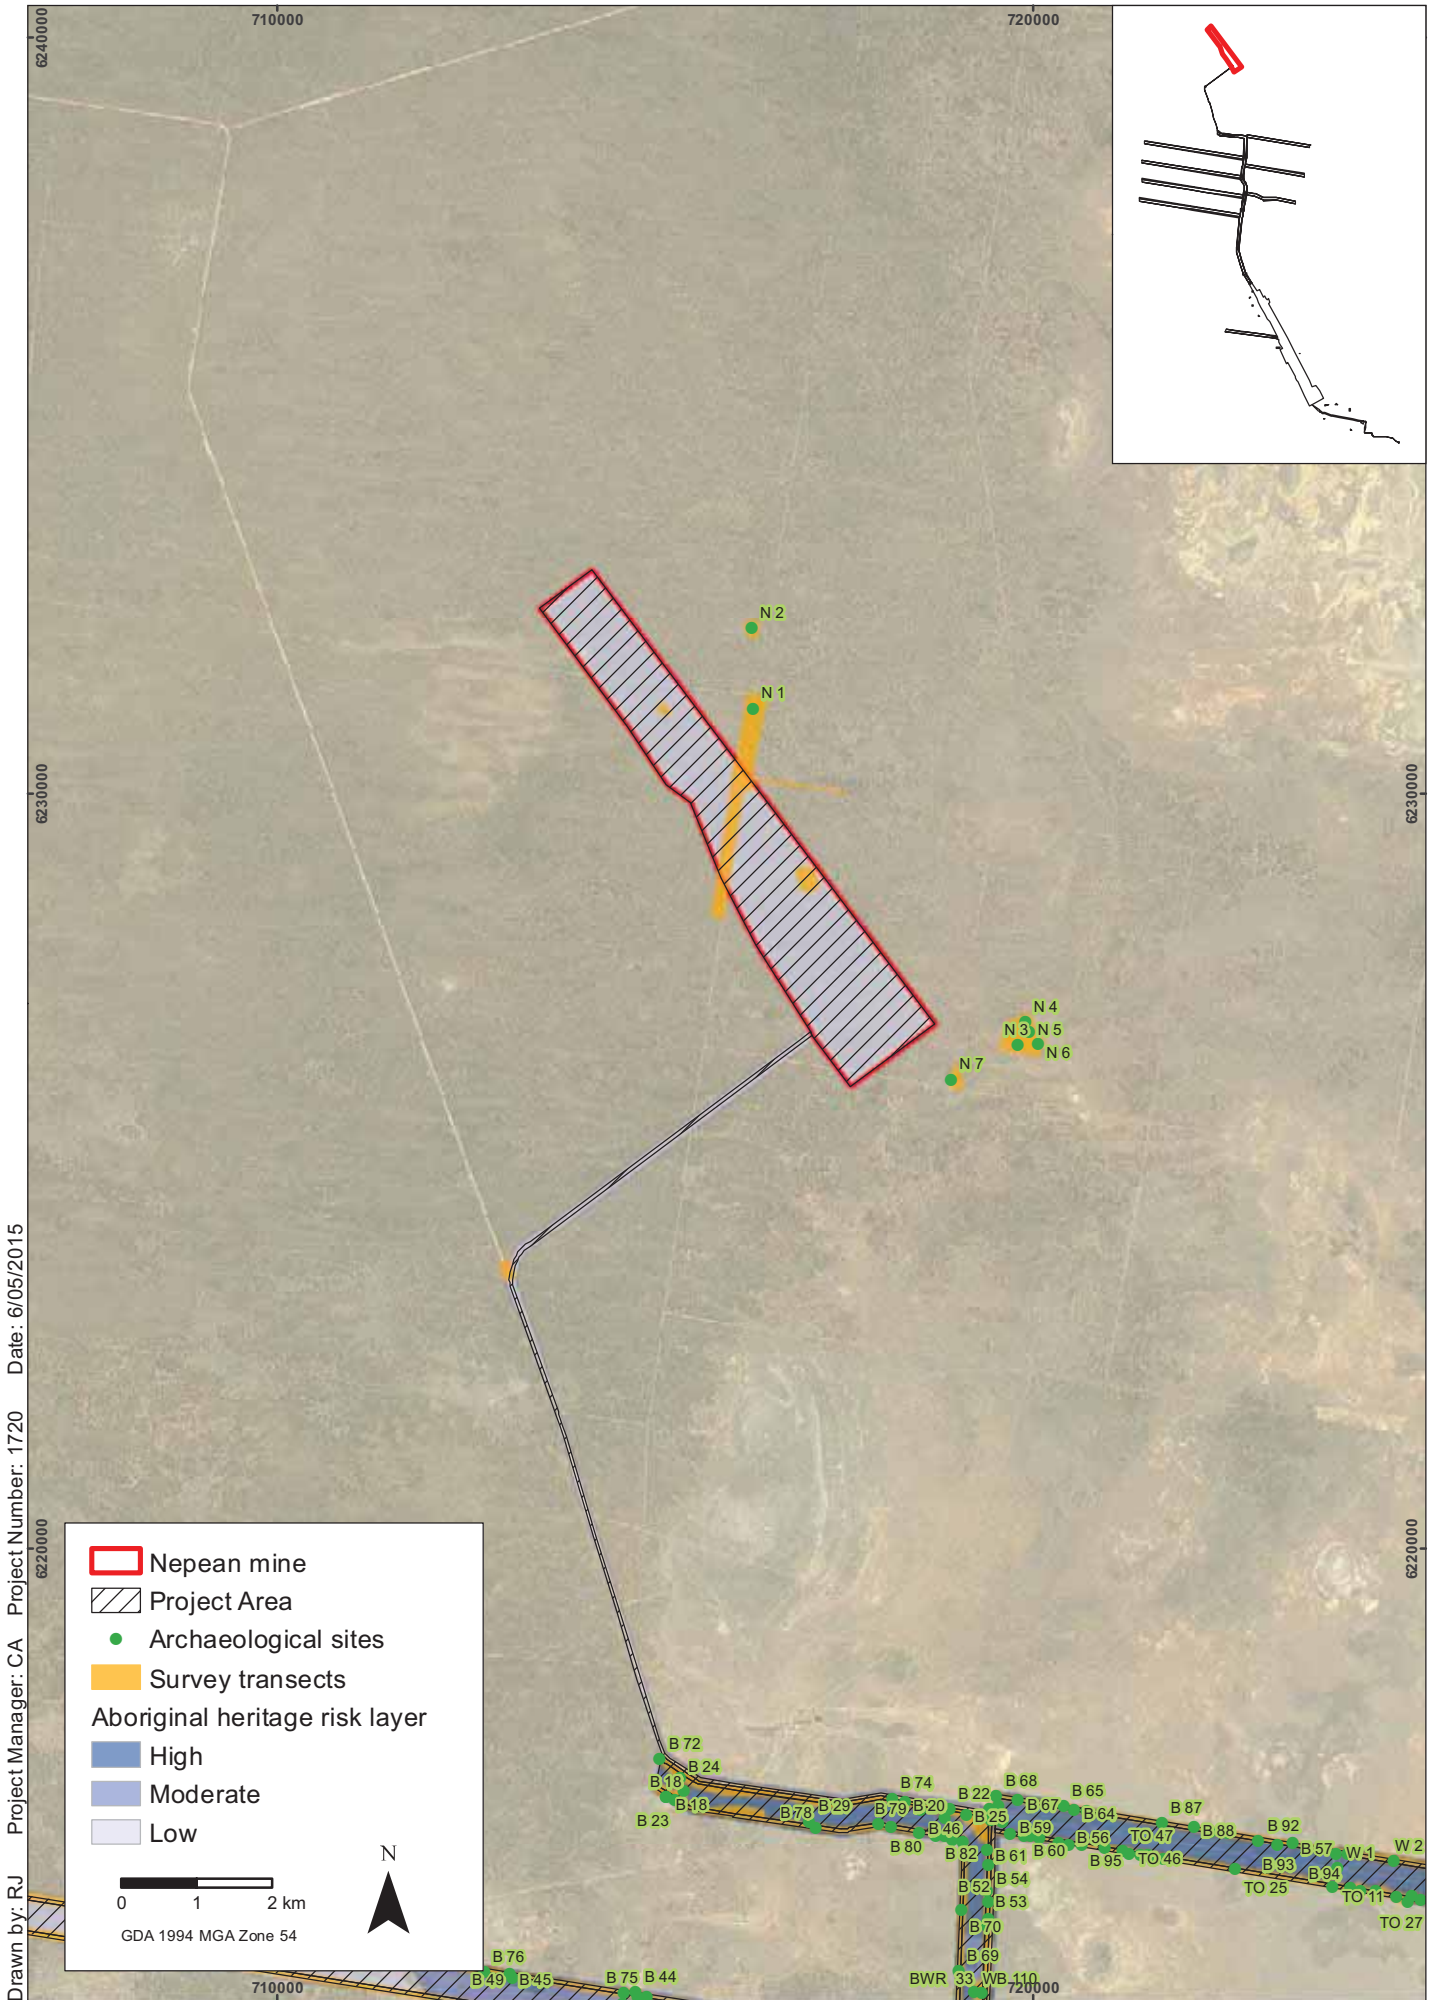 710000
720000
6240000
N 2
N 1
6230000
6230000
N 4
N 3
N 5
N 6
N 7
6220000
6220000
Nepean mine
Project Area
Archaeological sites
Survey transects
Aboriginal heritage risk layer
High
Moderate
Low
N
0 1 2 km
GDA 1994 MGA Zone 54
B 72
B 24
B 18
B 18
B 23
B 74
B 22
B 68
B 65
B 78
B 29
B 79
B 20
B 25
B 67
B 64
B 87
B 88
B 92
B 80
B 46
B 59
B 56
TO 47
B 57
W 1
W 2
B 82
B 61
B 60
B 95
TO 46
B 93
B 94
B 54
TO 25
TO 11
B 52
B 53
TO 27
B 70
B 69
B 76
B 49
B 45
B 75
B 44
BWR 33
WB 110
710000
720000
Drawn by: RJ Project Manager: CA Project Number: 1720 Date: 6/05/2015